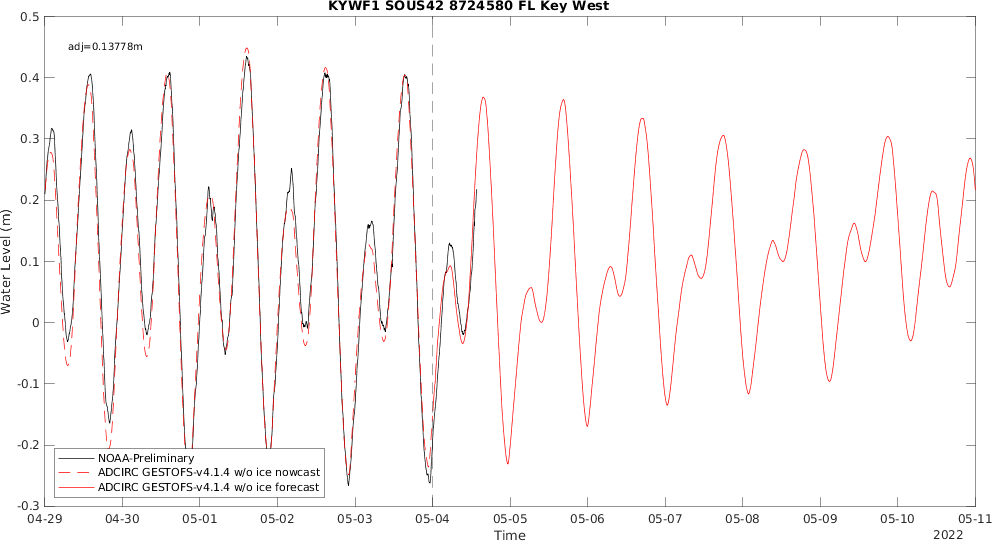 KYWF1 SOUS42 8724580 FL Key West
adj=0.13778m
0.5
0.4
0.3
0.2
0.1
0
-0.1
-0.2
-0.3
Water Level (m)
NOAA-Preliminary
ADCIRC GESTOFS-v4.1.4 w/o ice nowcast
ADCIRC GESTOFS-v4.1.4 w/o ice forecast
04-29 04-30 05-01 05-02 05-03 05-04 05-05 05-06 05-07 05-08 05-09 05-10 05-11
Time
2022